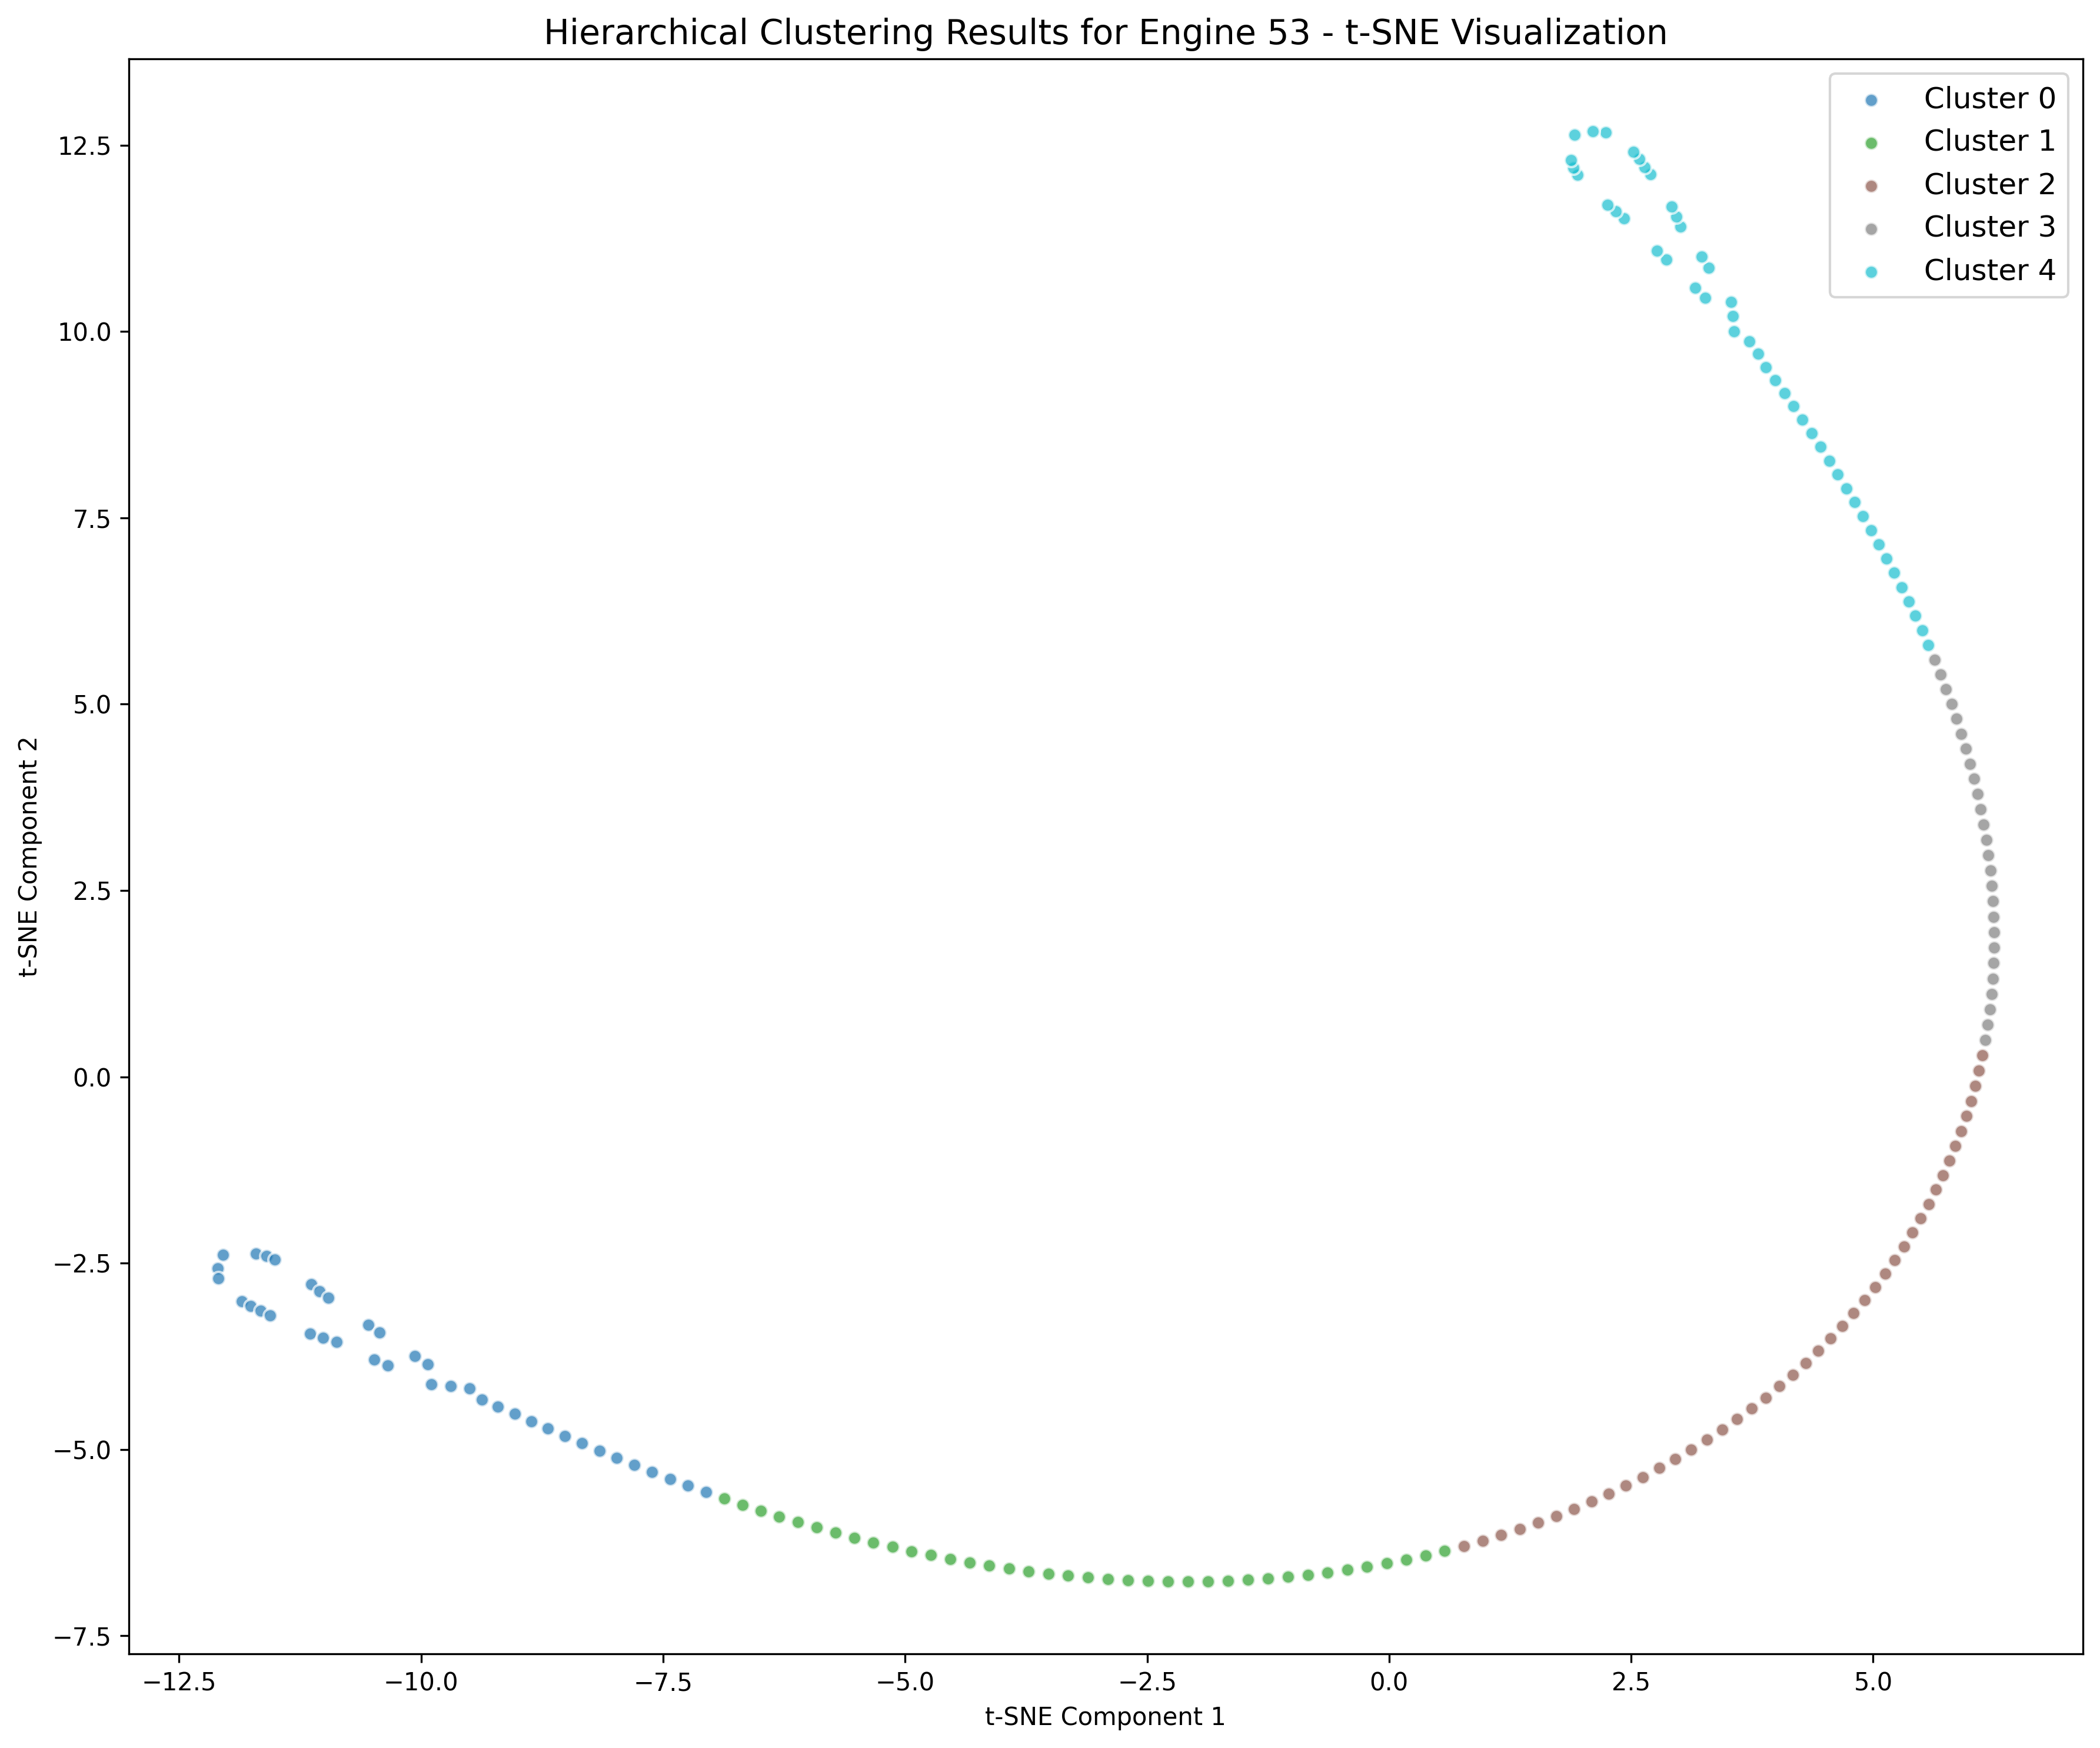 Hierarchical Clustering Results for Engine 53 - t-SNE Visualization
Cluster 0
Cluster 1
Cluster 2
Cluster 3
Cluster 4
12.5
10.0
7.5
5.0
2.5
0.0
−2.5
−5.0
−7.5
t-SNE Component 2
−12.5 −10.0 −7.5 −5.0 −2.5 0.0 2.5 5.0
t-SNE Component 1